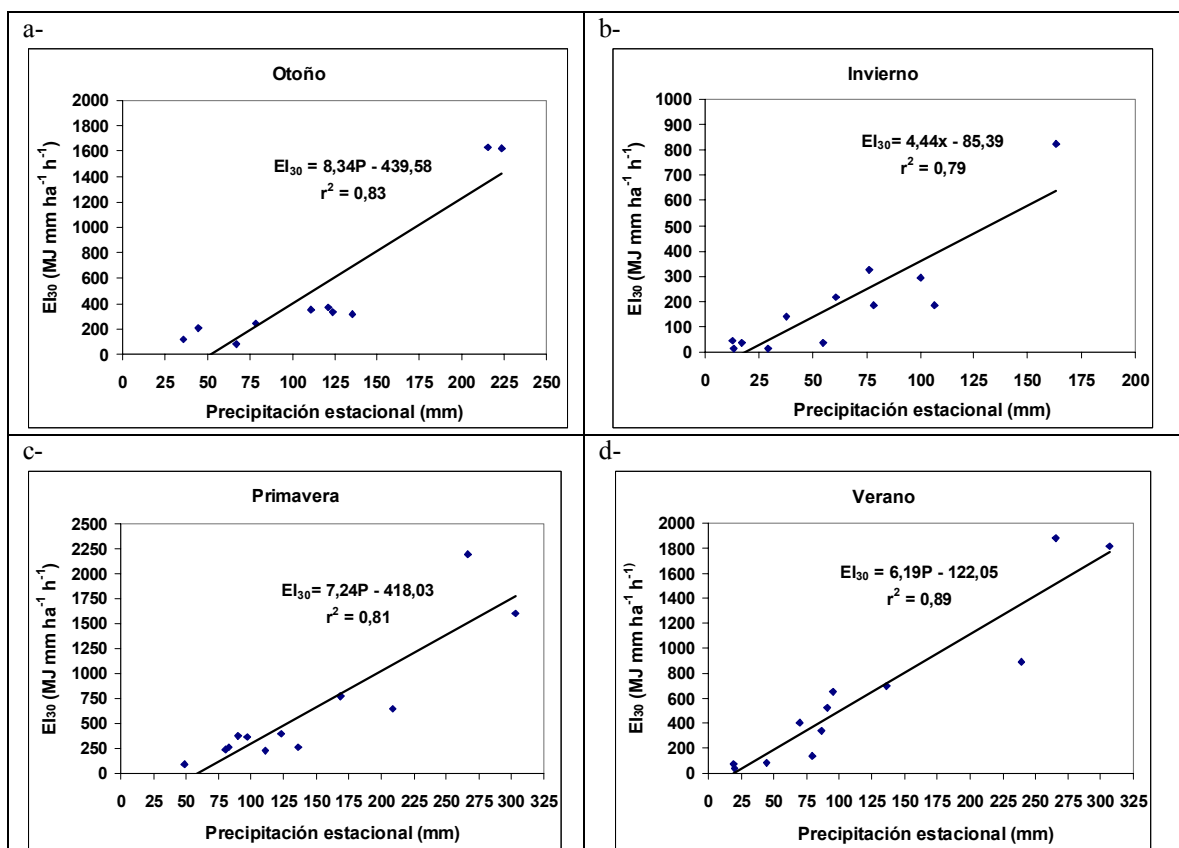 a-
Otoño
EI30 (MJ mm ha-1 h-1)
2000
1800
1600
1400
1200
1000
800
600
400
200
0
EI30 = 8,34P - 439,58
r2 = 0,83
0 25 50 75 100 125 150 175 200 225 250
Precipitación estacional (mm)
b-
Invierno
EI30 (MJ mm ha-1 h-1)
1000
900
800
700
600
500
400
300
200
100
0
EI30= 4,44x - 85,39
r2 = 0,79
0 25 50 75 100 125 150 175 200
Precipitación estacional (mm)
c-
Primavera
EI30 (MJ mm ha-1 h-1)
2500
2250
2000
1750
1500
1250
1000
750
500
250
0
EI30= 7,24P - 418,03
r2 = 0,81
0 25 50 75 100 125 150 175 200 225 250 275 300 325
Precipitación estacional (mm)
d-
Verano
EI30 (MJ mm ha-1 h-1)
2000
1800
1600
1400
1200
1000
800
600
400
200
0
EI30 = 6,19P - 122,05
r2 = 0,89
0 25 50 75 100 125 150 175 200 225 250 275 300 325
Precipitación estacional (mm)